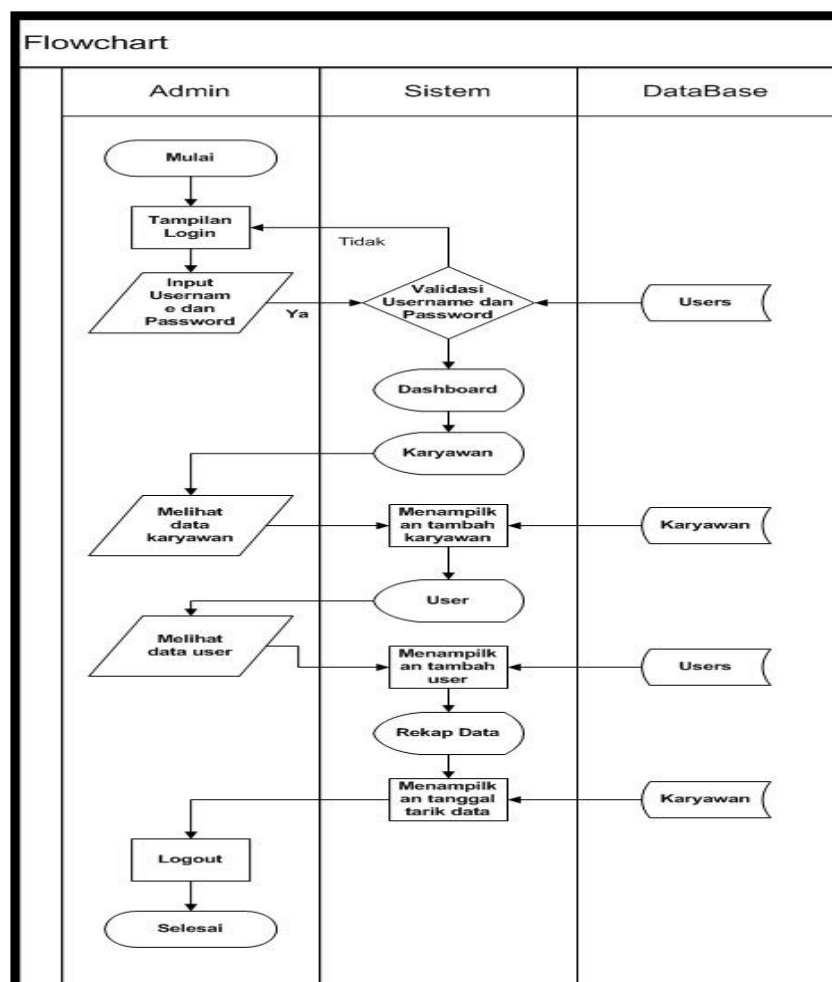 Flowchart
Admin
Sistem
DataBase
Mulai
Tampilan
Login
Tidak
Input
Usernam
e dan
Password
Ya
Validasi
Username dan
Password
Users
Dashboard
Karyawan
Melihat
data
karyawan
Menampilk
an tambah
karyawan
Karyawan
User
Melihat
data user
Menampilk
an tambah
user
Users
Rekap Data
Menampilk
an tanggal
tarik data
Karyawan
Logout
Selesai